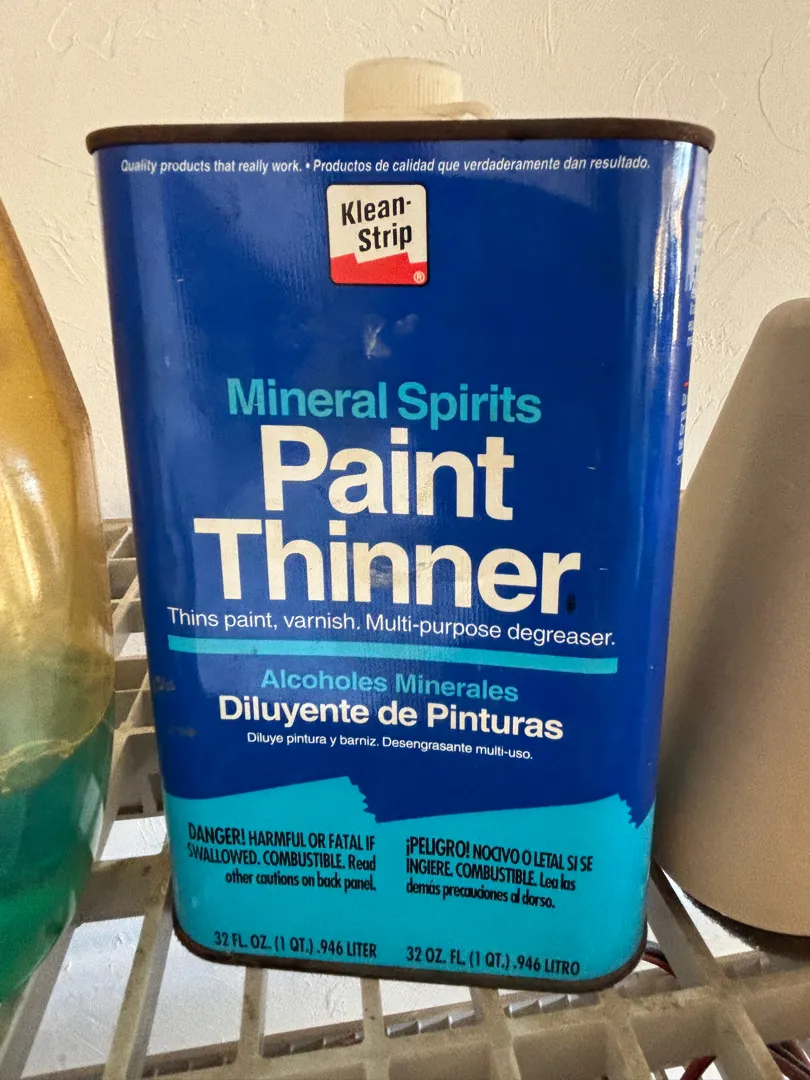 Quality products that really work. • Productos de calidad que verdaderamente dan resultado.
Klean-
Strip
®
Mineral Spirits
Paint
Thinner
Thins paint, varnish. Multi-purpose degreaser.
Alcoholes Minerales
Diluyente de Pinturas
Diluye pintura y barniz. Desengrasante multi-uso.
DANGER! HARMFUL OR FATAL IF
SWALLOWED. COMBUSTIBLE. Read
other cautions on back panel.
¡PELIGRO! NOCIVO O LETAL SI SE
INGIERE. COMBUSTIBLE. Lea las
demás precauciones al dorso.
32 FL. OZ. (1 QT.) .946 LITER
32 OZ. FL. (1 QT.) .946 LITRO